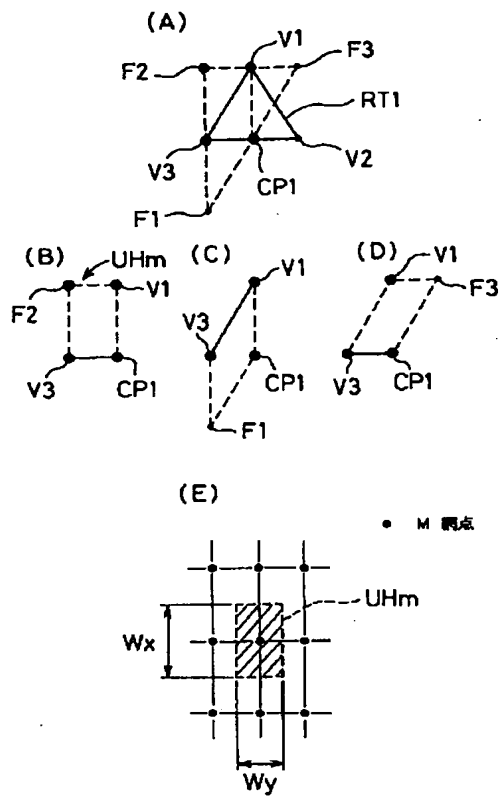 (A)
V1
F3
F2
RT1
V3
V2
CP1
F1
(B)
UHm
(C)
(D)
F2
V1
V1
V1
F3
V3
V3
CP1
CP1
V3
CP1
F1
(E)
M 網点
UHm
Wx
Wy